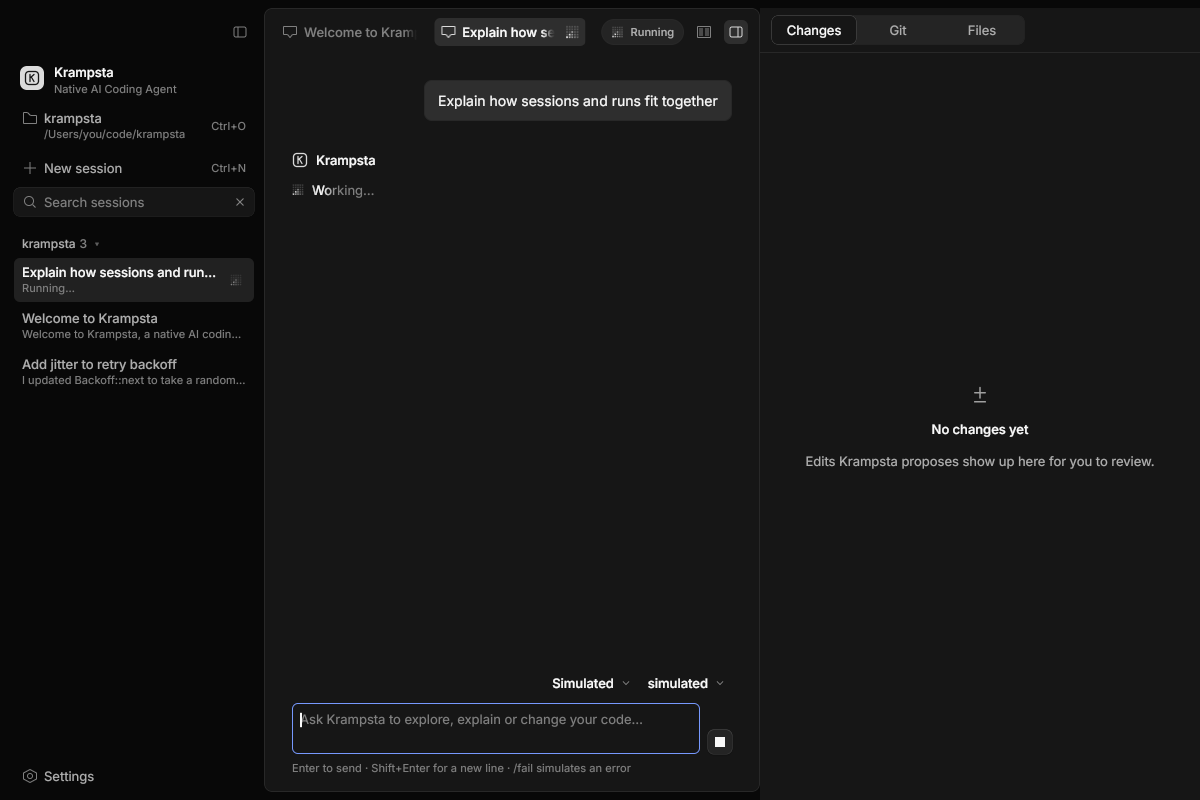 Krampsta
Native AI Coding Agent
krampsta
/Users/you/code/krampsta
Ctrl+O
New session
Ctrl+N
Search sessions
krampsta 3
Explain how sessions and run...
Running...
Welcome to Krampsta
Welcome to Krampsta, a native AI codin...
Add jitter to retry backoff
I updated Backoff::next to take a random...
Settings
Welcome to Kram
Explain how se
Running
Explain how sessions and runs fit together
K Krampsta
Working...
Simulated
simulated
Ask Krampsta to explore, explain or change your code...
Enter to send · Shift+Enter for a new line · /fail simulates an error
Changes
Git
Files
No changes yet
Edits Krampsta proposes show up here for you to review.